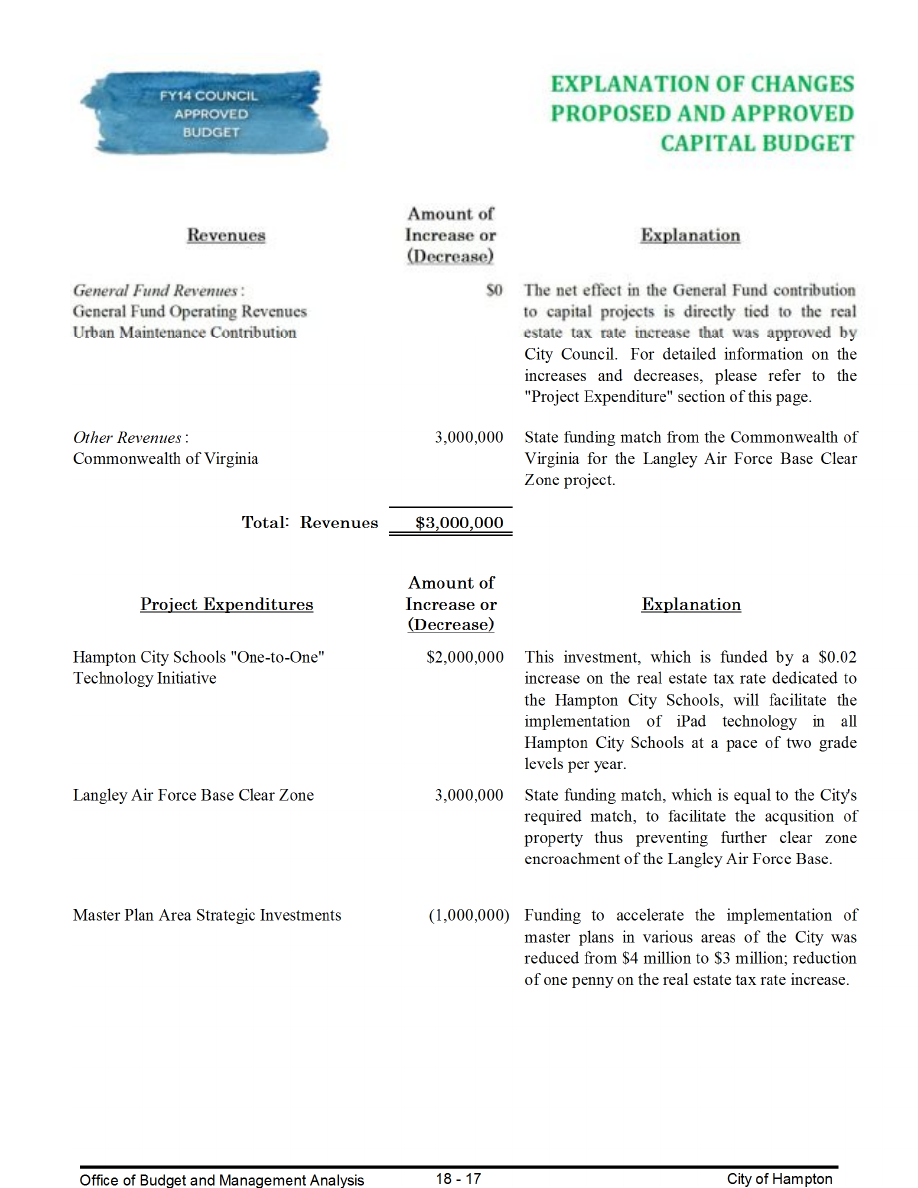 FY14 COUNCIL
APPROVED
BUDGET
EXPLANATION OF CHANGES
PROPOSED AND APPROVED
CAPITAL BUDGET
Revenues
Amount of
Increase or
(Decrease)
Explanation
General Fund Revenues :
General Fund Operating Revenues
Urban Maintenance Contribution
$0
The net effect in the General Fund contribution
to capital projects is directly tied to the real
estate tax rate increase that was approved by
City Council. For detailed information on the
increases and decreases, please refer to the
"Project Expenditure" section of this page.
Other Revenues :
Commonwealth of Virginia
3,000,000
State funding match from the Commonwealth of
Virginia for the Langley Air Force Base Clear
Zone project.
Total: Revenues $3,000,000
Project Expenditures
Amount of
Increase or
(Decrease)
Explanation
Hampton City Schools "One-to-One"
Technology Initiative
$2,000,000
This investment, which is funded by a $0.02
increase on the real estate tax rate dedicated to
the Hampton City Schools, will facilitate the
implementation of iPad technology in all
Hampton City Schools at a pace of two grade
levels per year.
Langley Air Force Base Clear Zone
3,000,000
State funding match, which is equal to the City's
required match, to facilitate the acqusition of
property thus preventing further clear zone
encroachment of the Langley Air Force Base.
Master Plan Area Strategic Investments
(1,000,000)
Funding to accelerate the implementation of
master plans in various areas of the City was
reduced from $4 million to $3 million; reduction
of one penny on the real estate tax rate increase.
Office of Budget and Management Analysis 18 - 17 City of Hampton